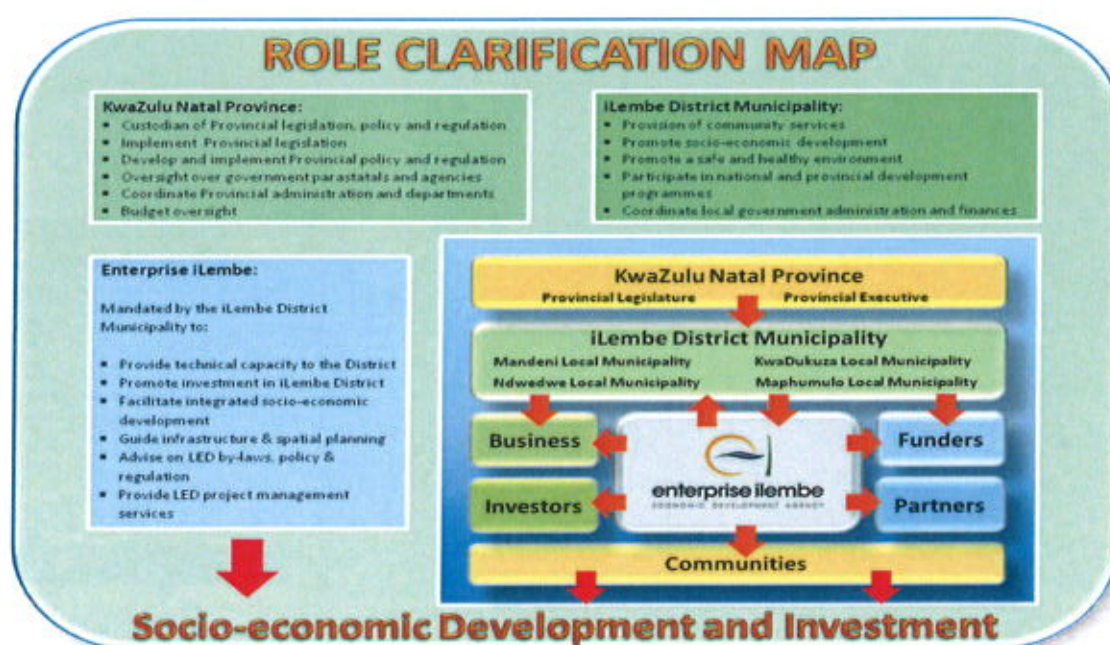 ROLE CLARIFICATION MAP
KwaZulu Natal Province:
▪ Custodian of Provincial legislation, policy and regulation
▪ Implement Provincial legislation
▪ Develop and implement Provincial policy and regulation
▪ Oversight over government parastatals and agencies
▪ Coordinate Provincial administration and departments
▪ Budget oversight
iLembe District Municipality:
▪ Provision of community services
▪ Promote socio-economic development
▪ Promote a safe and healthy environment
▪ Participate in national and provincial development
programmes
▪ Coordinate local government administration and finances
Enterprise iLembe:
Mandated by the iLembe District
Municipality to:
▪ Provide technical capacity to the District
▪ Promote investment in iLembe District
▪ Facilitate integrated socio-economic
development
▪ Guide infrastructure & spatial planning
▪ Advise on LED by-laws, policy &
regulation
▪ Provide LED project management
services
KwaZulu Natal Province
Provincial Legislature Provincial Executive
iLembe District Municipality
Mandeni Local Municipality KwaDukuza Local Municipality
Ndwedwe Local Municipality Maphumulo Local Municipality
Business
Funders
enterprise ilembe
ECONOMIC DEVELOPMENT AGENCY
Investors
Partners
Communities
Socio-economic Development and Investment